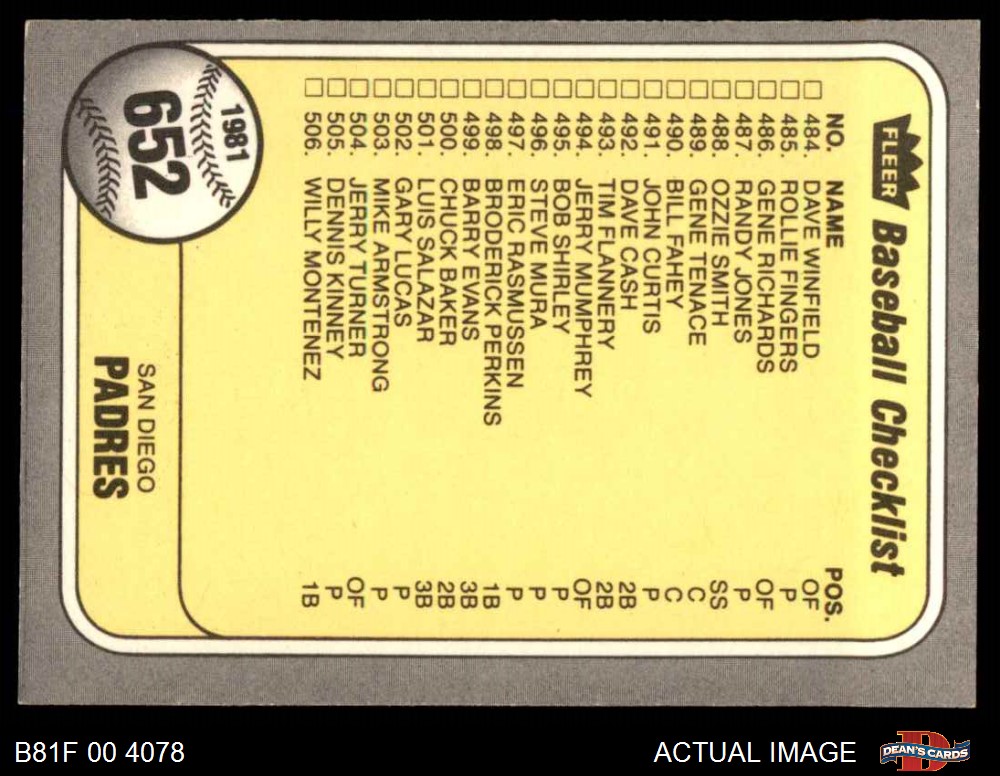 FLEER Baseball Checklist
NO. NAME POS.
484. DAVE WINFIELD OF
485. ROLLIE FINGERS P
486. GENE RICHARDS OF
487. RANDY JONES P
488. OZZIE SMITH SS
489. GENE TENACE C
490. BILL FAHEY C
491. JOHN CURTIS P
492. DAVE CASH 2B
493. TIM FLANNERY 2B
494. JERRY MUMPHREY OF
495. BOB SHIRLEY P
496. STEVE MURA P
497. ERIC RASMUSSEN P
498. BRODERICK PERKINS 1B
499. BARRY EVANS 3B
500. CHUCK BAKER 2B
501. LUIS SALAZAR 3B
502. GARY LUCAS P
503. MIKE ARMSTRONG P
504. JERRY TURNER OF
505. DENNIS KINNEY P
506. WILLY MONTENEZ 1B
1981
652
SAN DIEGO
PADRES
B81F 00 4078
ACTUAL IMAGE
D
DEAN'S CARDS